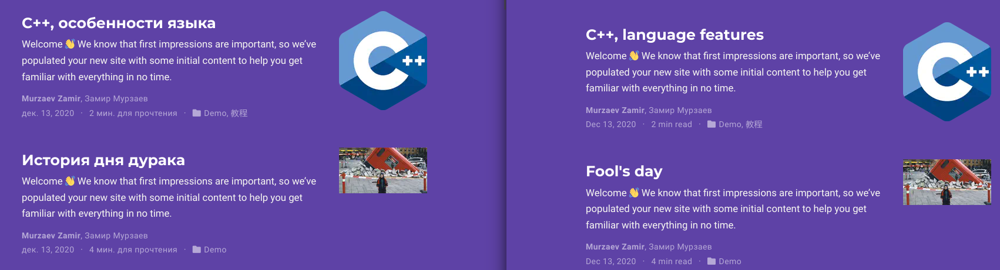 С++, особенности языка
Welcome 👋 We know that first impressions are important, so we’ve
populated your new site with some initial content to help you get
familiar with everything in no time.
Murzaev Zamir, Замир Мурзаев
дек. 13, 2020 · 2 мин. для прочтения · Demo, 教程
C++
История дня дурака
Welcome 👋 We know that first impressions are important, so we’ve
populated your new site with some initial content to help you get
familiar with everything in no time.
Murzaev Zamir, Замир Мурзаев
дек. 13, 2020 · 4 мин. для прочтения · Demo
C++, language features
Welcome 👋 We know that first impressions are important, so we’ve
populated your new site with some initial content to help you get
familiar with everything in no time.
Murzaev Zamir, Замир Мурзаев
Dec 13, 2020 · 2 min read · Demo, 教程
C++
Fool's day
Welcome 👋 We know that first impressions are important, so we’ve
populated your new site with some initial content to help you get
familiar with everything in no time.
Murzaev Zamir, Замир Мурзаев
Dec 13, 2020 · 4 min read · Demo